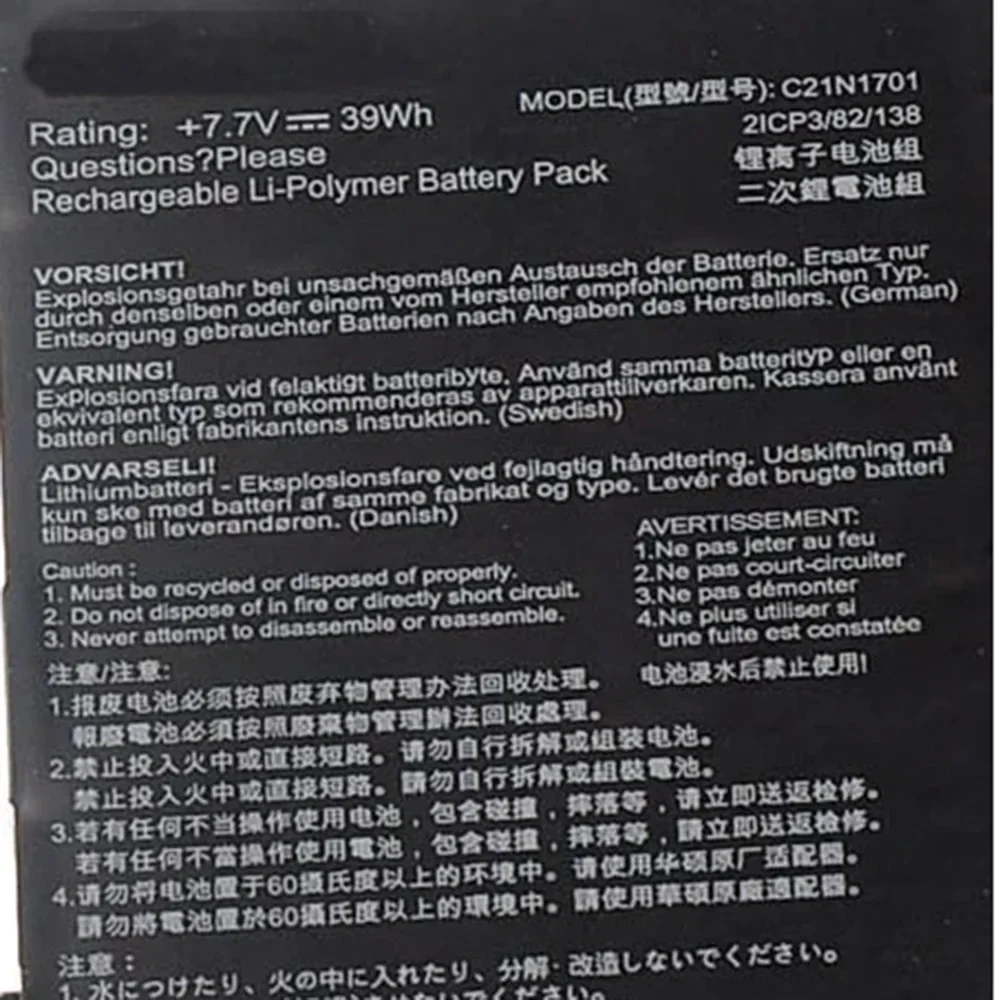 Rating: +7.7V⎓39Wh
Questions?Please
Rechargeable Li-Polymer Battery Pack
MODEL(型號/型号): C21N1701
2ICP3/82/138
锂离子电池组
二次鋰電池組
VORSICHT!
Explosionsgetahr bei unsachgemäßen Austausch der Batterie. Ersatz nur
durch denselben oder einem vom Hersteller empfohlenem ähnlichen Typ.
Entsorgung gebrauchter Batterien nach Angaben des Herstellers. (German)
VARNING!
ExPlosionsfara vid felaktigt batteribyte. Använd samma batterityp eller en
ekvivalent typ som rekommenderas av apparattillverkaren. Kassera använt
batteri enligt fabrikantens instruktion. (Swedish)
ADVARSELI!
Lithiumbatteri - Eksplosionsfare ved fejlagtig håndtering. Udskiftning må
kun ske med batteri af samme fabrikat og type. Levér det brugte batteri
tilbage til leverandøren. (Danish)
Caution :
1. Must be recycled or disposed of properly.
2. Do not dispose of in fire or directly short circuit.
3. Never attempt to disassemble or reassemble.
AVERTISSEMENT:
1.Ne pas jeter au feu
2.Ne pas court-circuiter
3.Ne pas démonter
4.Ne plus utiliser si
une fuite est constatée
电池浸水后禁止使用!
注意/注意:
1.报废电池必须按照废弃物管理办法回收处理。
報廢電池必須按照廢棄物管理辦法回收處理。
2.禁止投入火中或直接短路。请勿自行拆解或组装电池。
禁止投入火中或直接短路。請勿自行拆解或組裝電池。
3.若有任何不当操作使用电池，包含碰撞，摔落等，请立即送返检修。
若有任何不當操作使用電池，包含碰撞，摔落等，請立即送返檢修。
4.请勿将电池置于60摄氏度以上的环境中。请使用华硕原厂适配器。
請勿將電池置於60攝氏度以上的環境中。請使用華碩原廠適配器。
注意：
1. 水につけたり、火の中に入れたり、分解·改造しないでください。
させないでください。